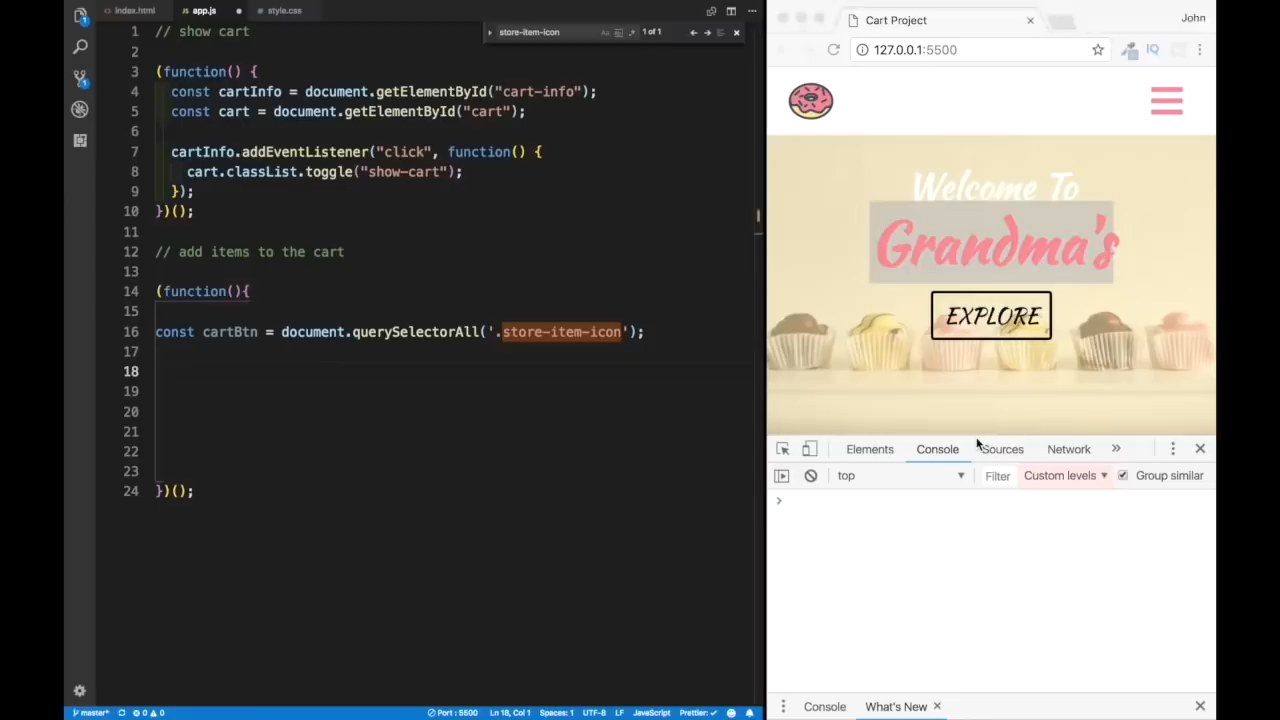 index.html
JS app.js
style.css
store-item-icon
1 of 1
1 // show cart
2
3 (function() {
4 const cartInfo = document.getElementById("cart-info");
5 const cart = document.getElementById("cart");
6
7 cartInfo.addEventListener("click", function() {
8 cart.classList.toggle("show-cart");
9 });
10 })();
11
12 // add items to the cart
13
14 (function(){
15
16 const cartBtn = document.querySelectorAll('.store-item-icon');
17
18
19
20
21
22
23
24 })();
master*
0 0
Port : 5500
Ln 18, Col 1
Spaces: 1
UTF-8
LF
JavaScript
Prettier: ✓
Cart Project
John
127.0.0.1:5500
IQ
Welcome To
Grandma's
EXPLORE
Elements
Console
Sources
Network
top
Filter
Custom levels
Group similar
Console
What's New